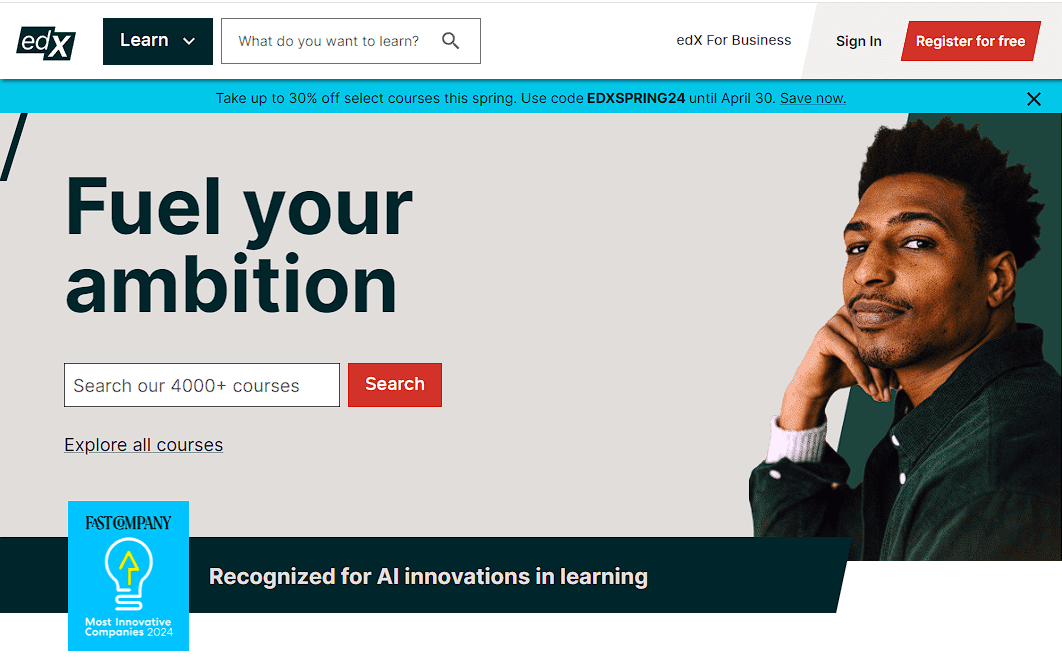 edX
Learn
What do you want to learn?
edX For Business
Sign In
Register for free
Take up to 30% off select courses this spring. Use code EDXSPRING24 until April 30. Save now.
Fuel your
ambition
Search our 4000+ courses
Search
Explore all courses
FAST COMPANY
Most Innovative
Companies 2024
Recognized for AI innovations in learning